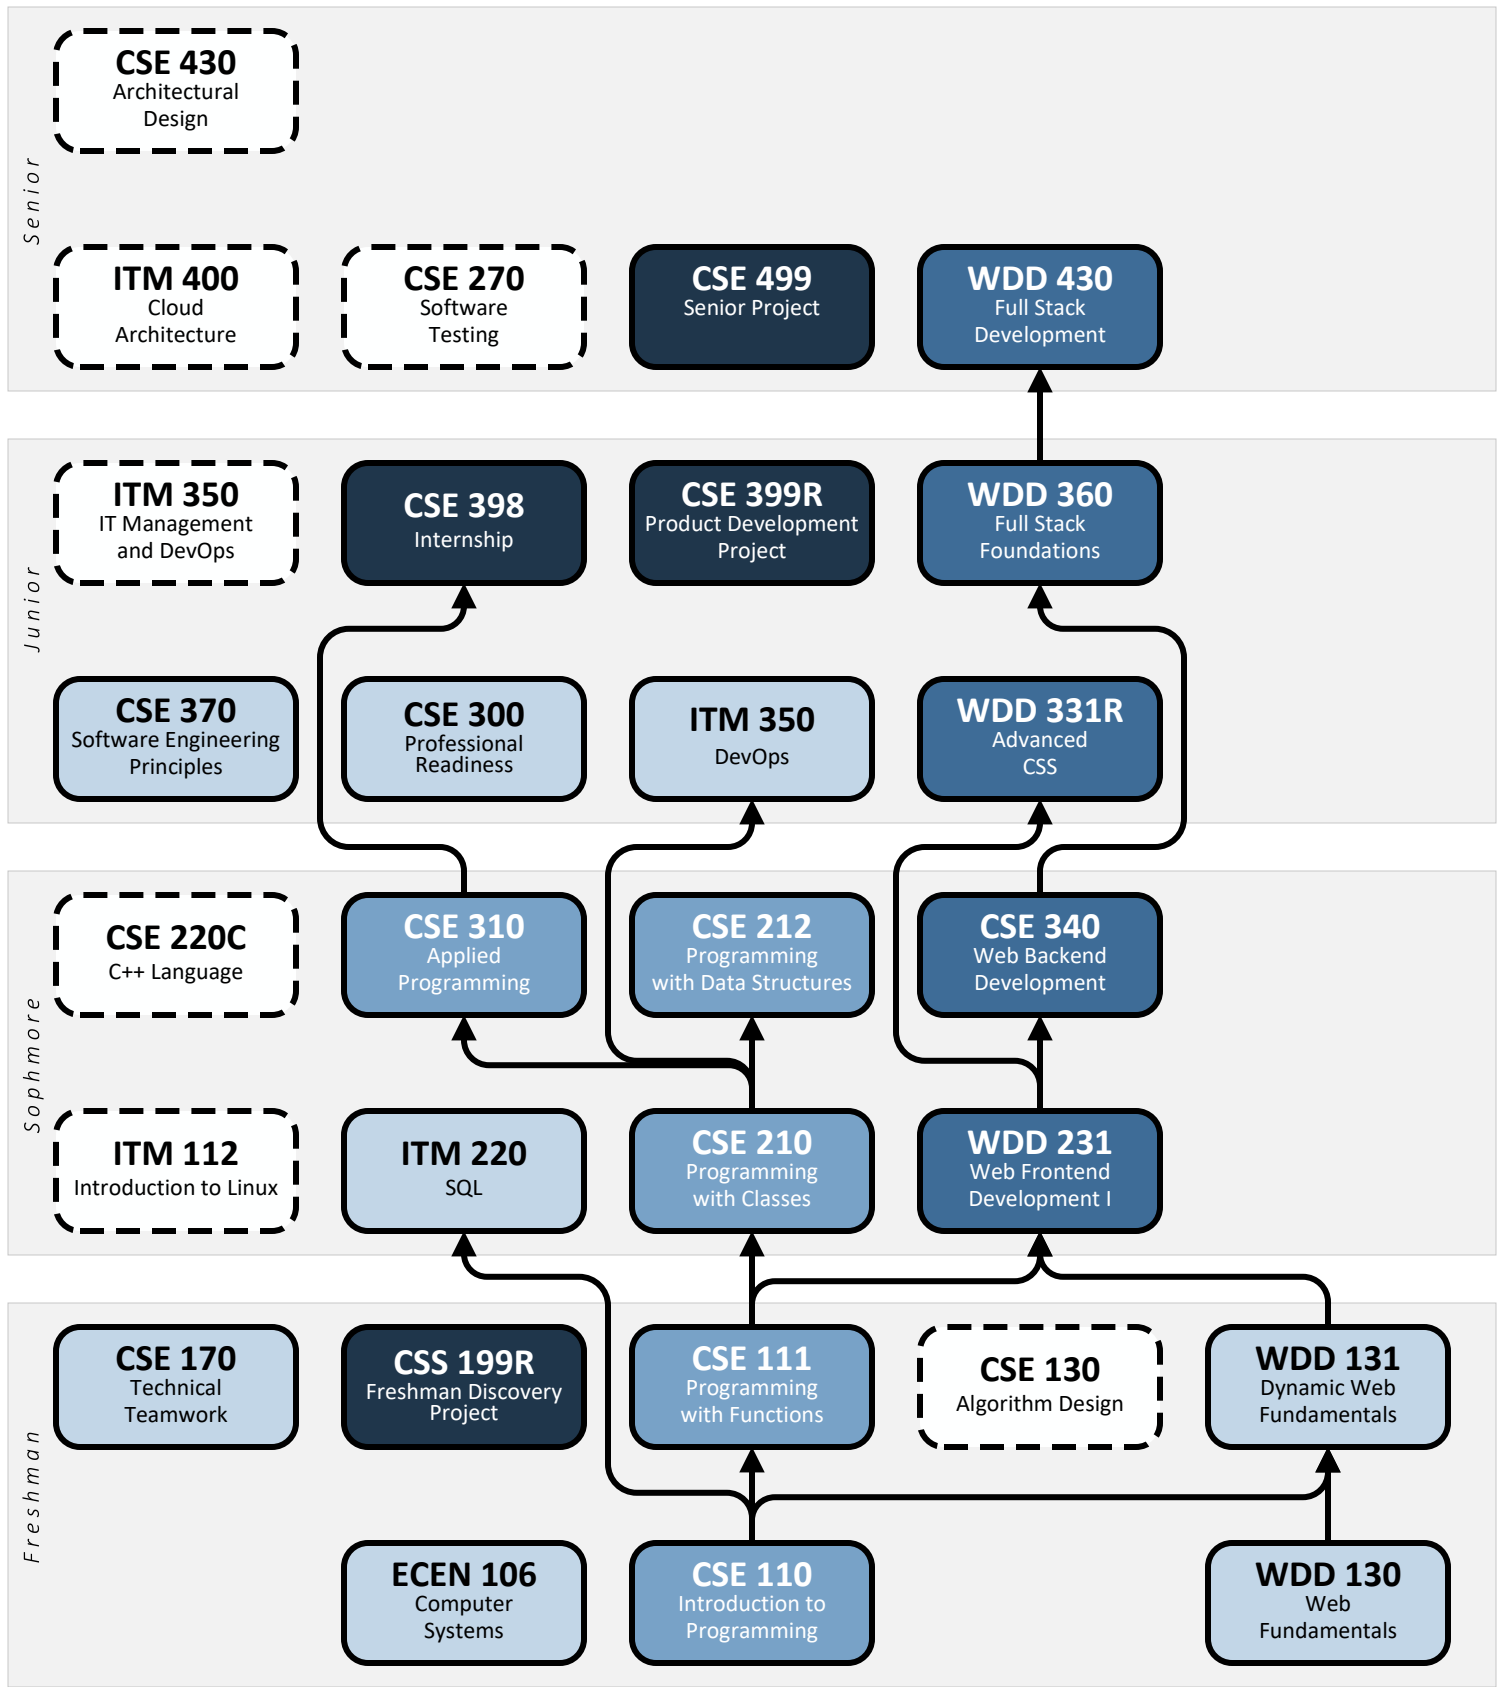 Senior
CSE 430
Architectural
Design
ITM 400
Cloud
Architecture
CSE 270
Software
Testing
CSE 499
Senior Project
WDD 430
Full Stack
Development
Junior
ITM 350
IT Management
and DevOps
CSE 398
Internship
CSE 399R
Product Development
Project
WDD 360
Full Stack
Foundations
CSE 370
Software Engineering
Principles
CSE 300
Professional
Readiness
ITM 350
DevOps
WDD 331R
Advanced
CSS
Sophmore
CSE 220C
C++ Language
CSE 310
Applied
Programming
CSE 212
Programming
with Data Structures
CSE 340
Web Backend
Development
ITM 112
Introduction to Linux
ITM 220
SQL
CSE 210
Programming
with Classes
WDD 231
Web Frontend
Development I
Freshman
CSE 170
Technical
Teamwork
CSS 199R
Freshman Discovery
Project
CSE 111
Programming
with Functions
CSE 130
Algorithm Design
WDD 131
Dynamic Web
Fundamentals
ECEN 106
Computer
Systems
CSE 110
Introduction to
Programming
WDD 130
Web
Fundamentals